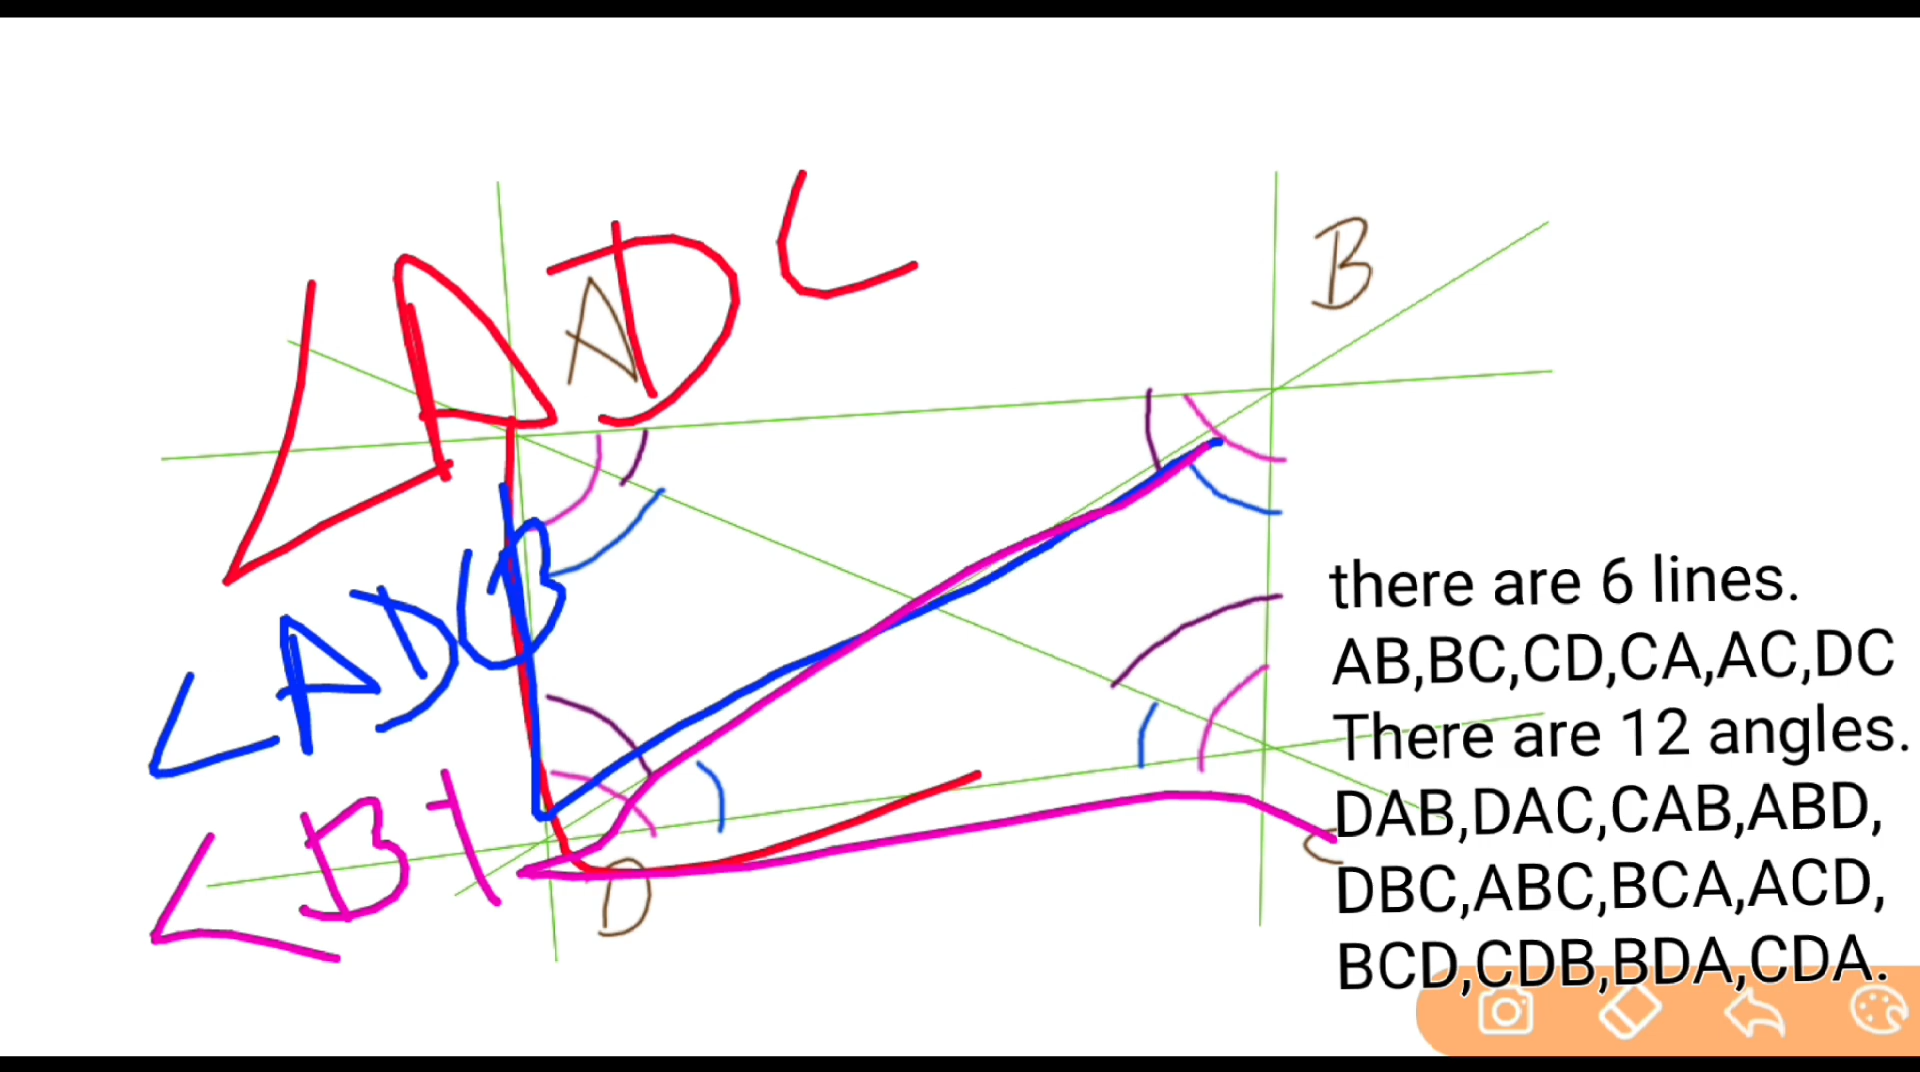 ∠ADC
A
B
<ADB
<B
D
there are 6 lines.
AB,BC,CD,CA,AC,DC
There are 12 angles.
DAB,DAC,CAB,ABD,
DBC,ABC,BCA,ACD,
BCD,CDB,BDA,CDA.